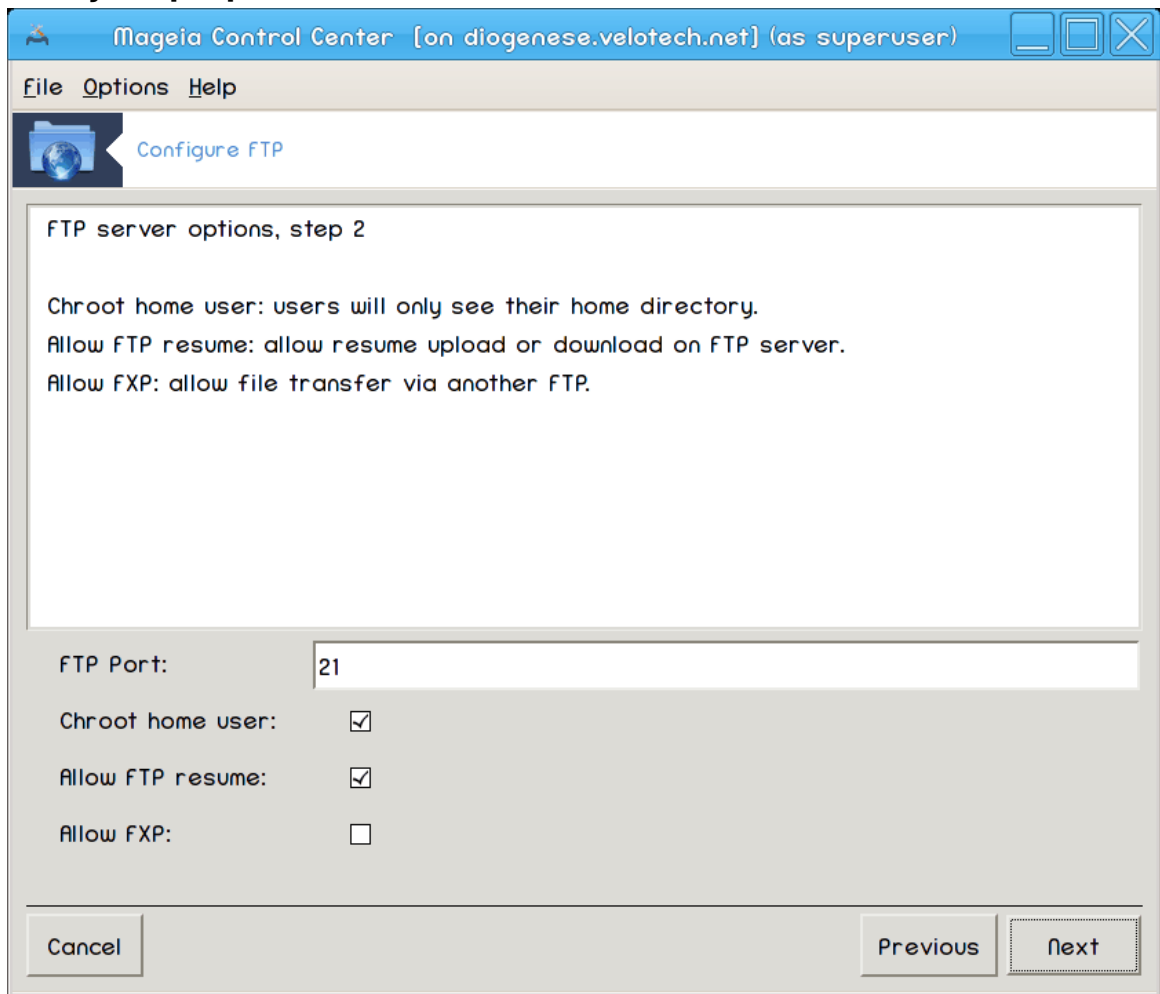 Mageia Control Center [on diogenese.velotech.net] (as superuser)
File Options Help
Configure FTP
FTP server options, step 2
Chroot home user: users will only see their home directory.
Allow FTP resume: allow resume upload or download on FTP server.
Allow FXP: allow file transfer via another FTP.
FTP Port: 21
Chroot home user:
Allow FTP resume:
Allow FXP:
Cancel Previous Next